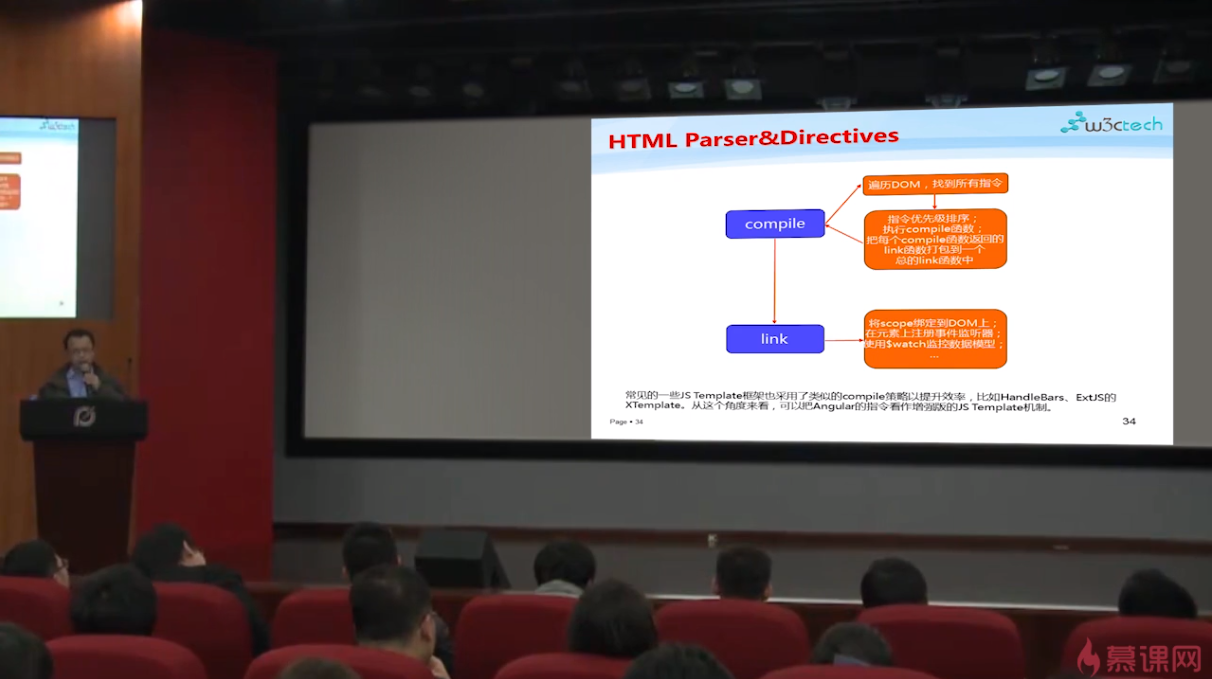 w3ctech
HTML Parser&Directives
w3ctech
compile
遍历DOM，找到所有指令
指令优先级排序；
执行compile函数；
把每个compile函数返回的
link函数打包到一个
总的link函数中
link
将scope绑定到DOM上；
在元素上注册事件监听器；
使用$watch监控数据模型；
...
常见的一些JS Template框架也采用了类似的compile策略以提升效率，比如HandleBars、ExtJS的
XTemplate。从这个角度来看，可以把Angular的指令看作增强版的JS Template机制。
Page ▪ 34
34
慕课网